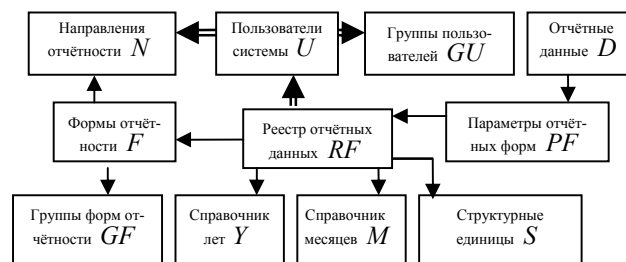 Направления
отчётности N
Пользователи
системы U
Группы пользо-
вателей GU
Отчётные
данные D
Формы отчёт-
ности F
Реестр отчётных
данных RF
Параметры отчёт-
ных форм PF
Группы форм от-
чётности GF
Справочник
лет Y
Справочник
месяцев M
Структурные
единицы S